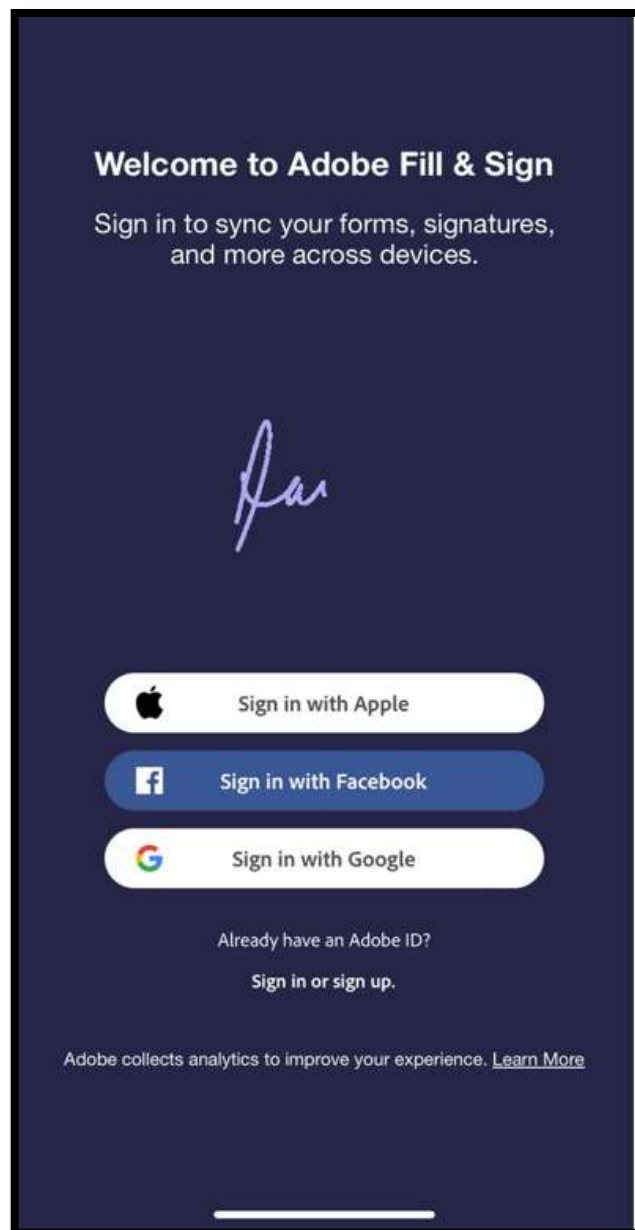 Welcome to Adobe Fill & Sign
Sign in to sync your forms, signatures,
and more across devices.
Sign in with Apple
Sign in with Facebook
Sign in with Google
Already have an Adobe ID?
Sign in or sign up.
Adobe collects analytics to improve your experience. Learn More